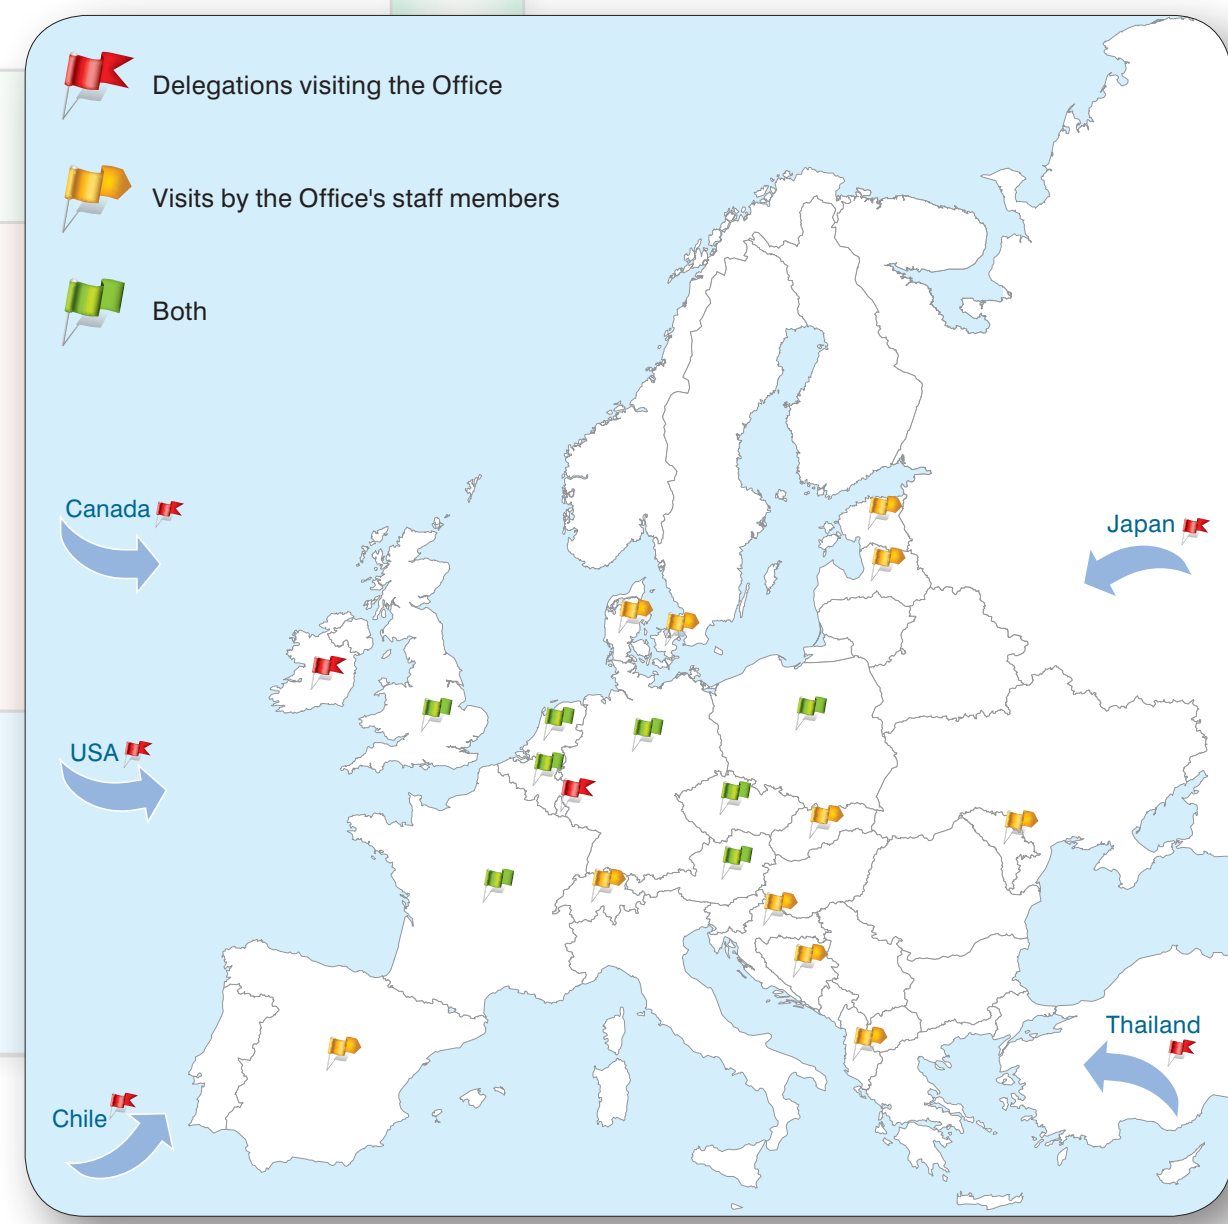 Delegations visiting the Office
Visits by the Office's staff members
Both
Canada
Japan
USA
Thailand
Chile